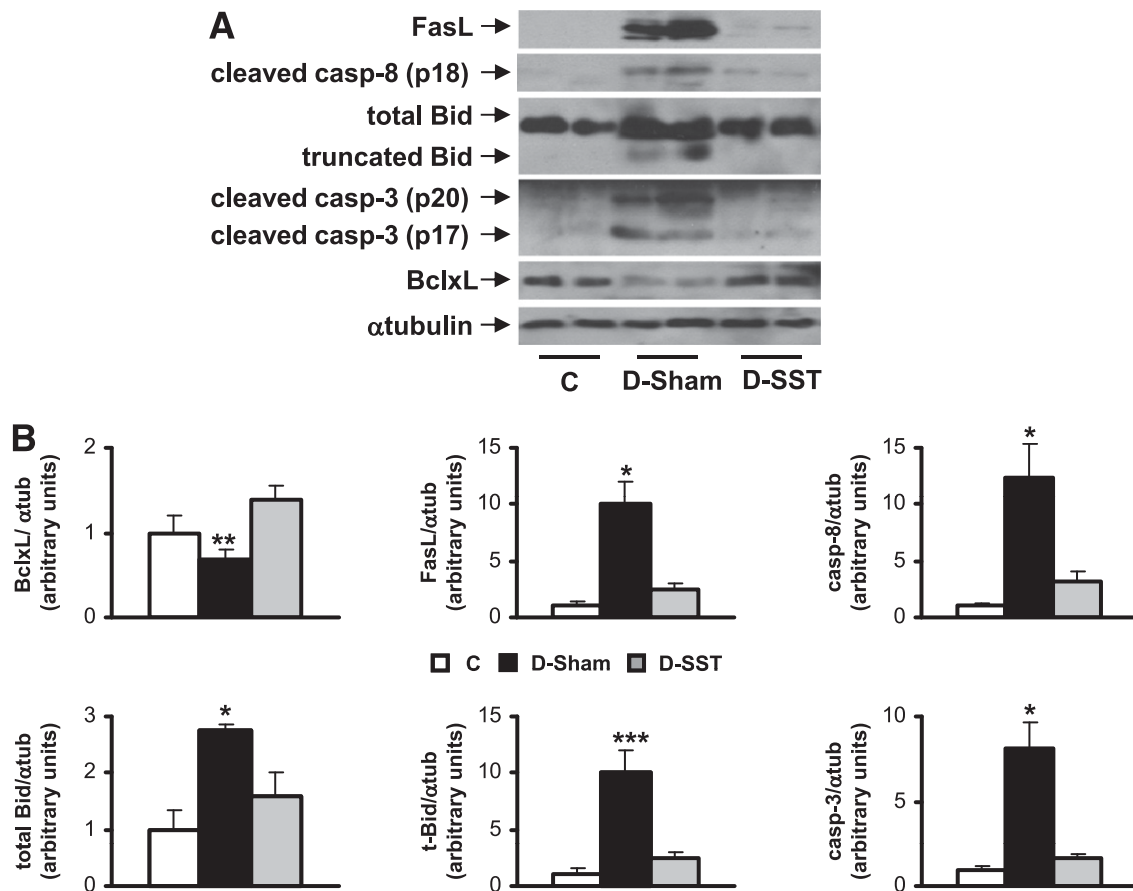 A
FasL
cleaved casp-8 (p18)
total Bid
truncated Bid
cleaved casp-3 (p20)
cleaved casp-3 (p17)
BclxL
αtubulin
C D-Sham D-SST
B
BclxL/ αtub
(arbitrary units)
2
1
0
**
FasL/αtub
(arbitrary units)
15
10
5
0
*
casp-8/αtub
(arbitrary units)
15
10
5
0
*
C D-Sham D-SST
total Bid/αtub
(arbitrary units)
3
2
1
0
*
t-Bid/αtub
(arbitrary units)
15
10
5
0
***
casp-3/αtub
(arbitrary units)
10
5
0
*